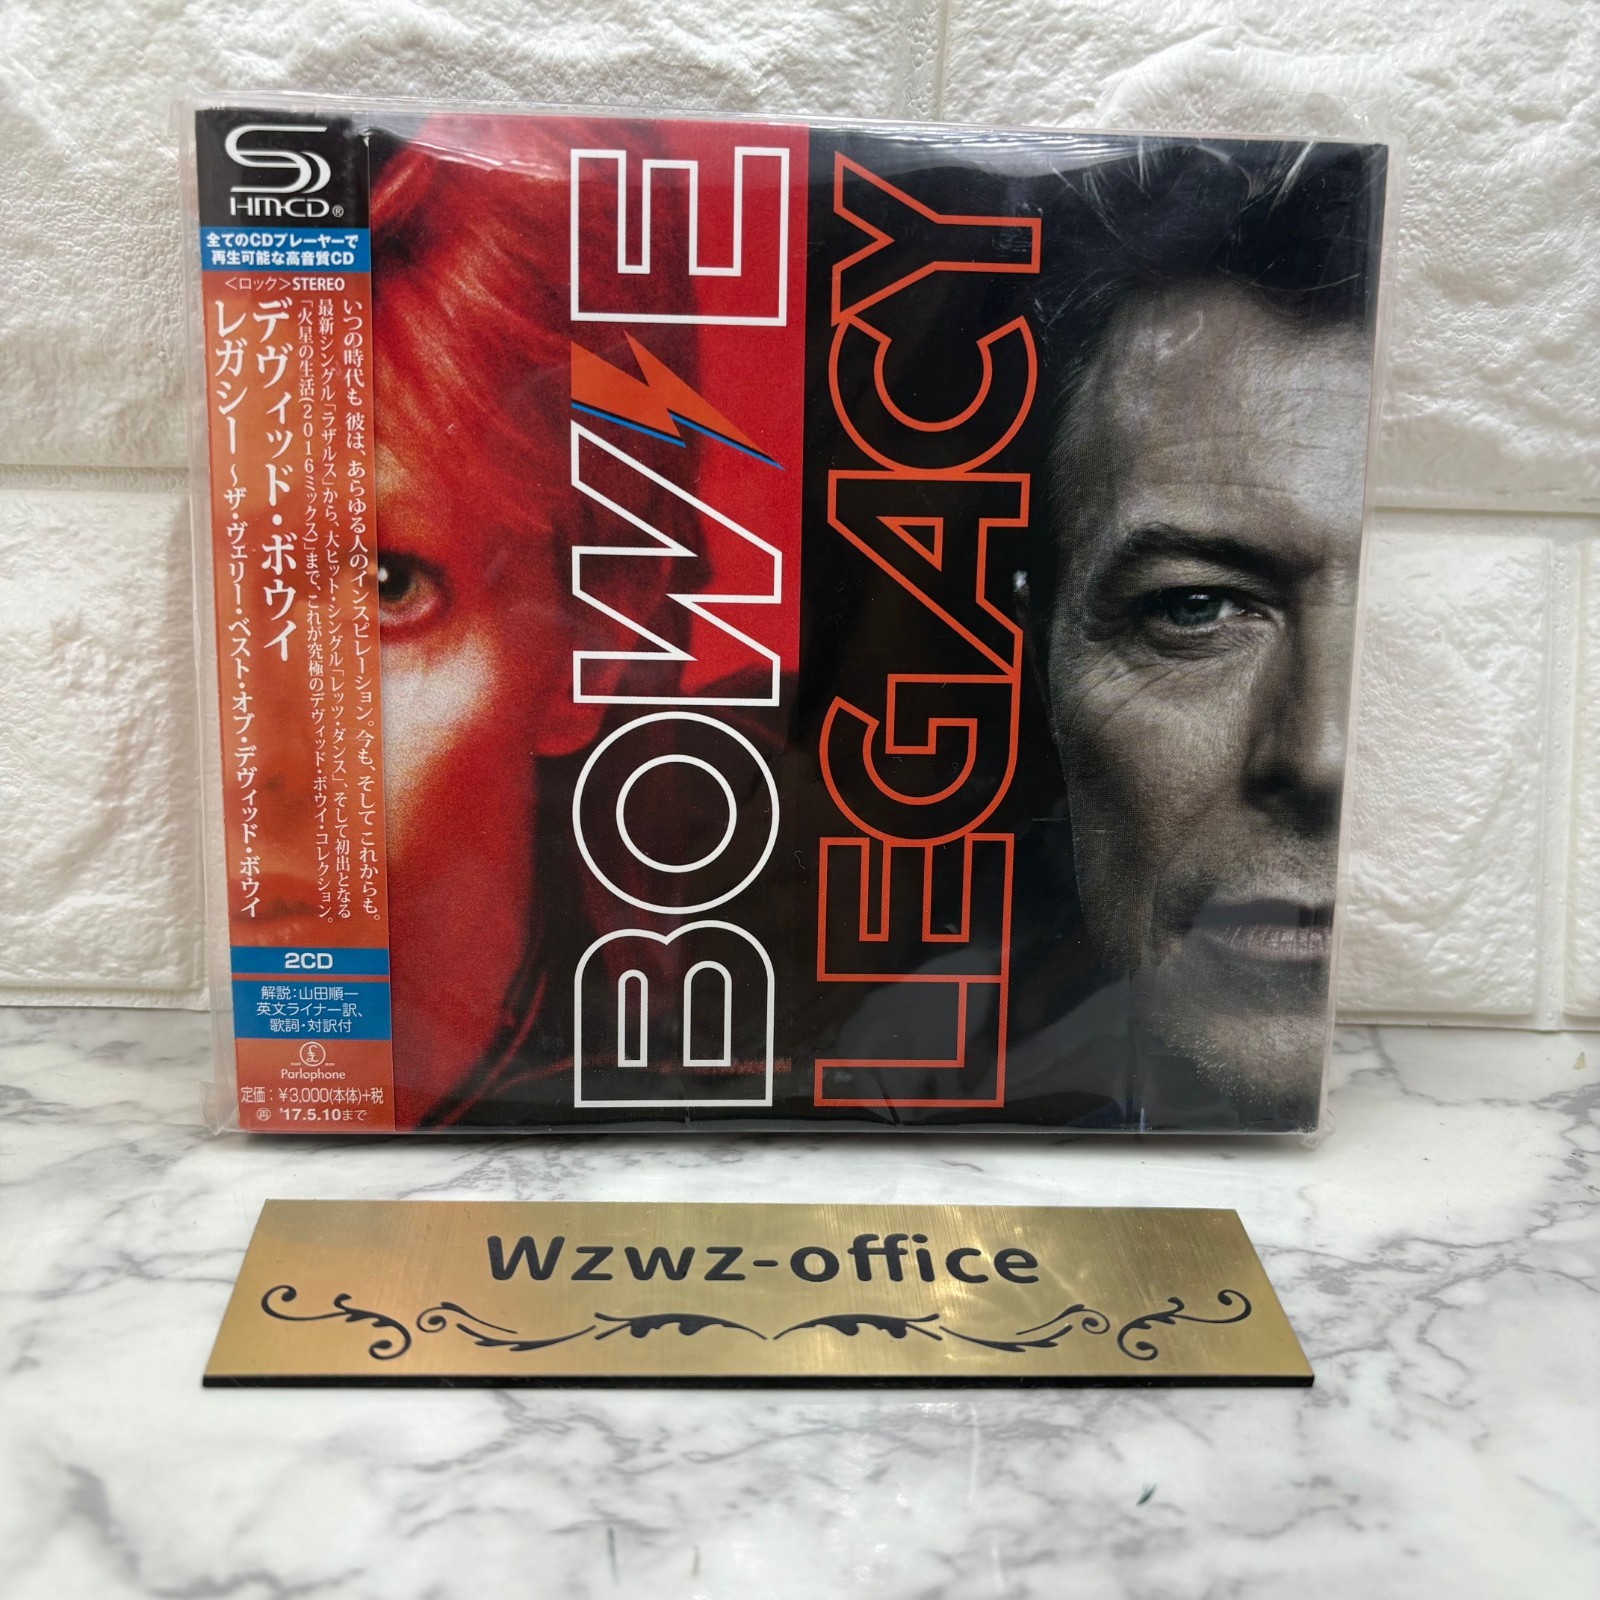 SHM-CD®
全てのCDプレーヤーで
再生可能な高音質CD
<ロック>STEREO
いつの時代も 彼は、あらゆる人のインスピレーション。今も、そして これからも。
最新シングル「ラザルス」から、大ヒット・シングル「レッツ・ダンス」、そして初出となる
「火星の生活(2016ミックス)」まで、これが究極のデヴィッド・ボウイ・コレクション。
デヴィッド・ボウイ
レガシー ~ザ・ヴェリー・ベスト・オブ・デヴィッド・ボウイ
2CD
解説:山田順一
英文ライナー訳、
歌詞・対訳付
Parlophone
定価:¥3,000(本体)+税
再 '17.5.10まで
BOWIE
LEGACY
Wzwz-office